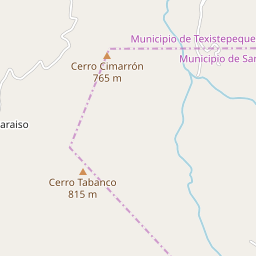 Municipio de Texistepeque
Municipio de San
Cerro Cimarrón
765 m
araiso
Cerro Tabanco
815 m